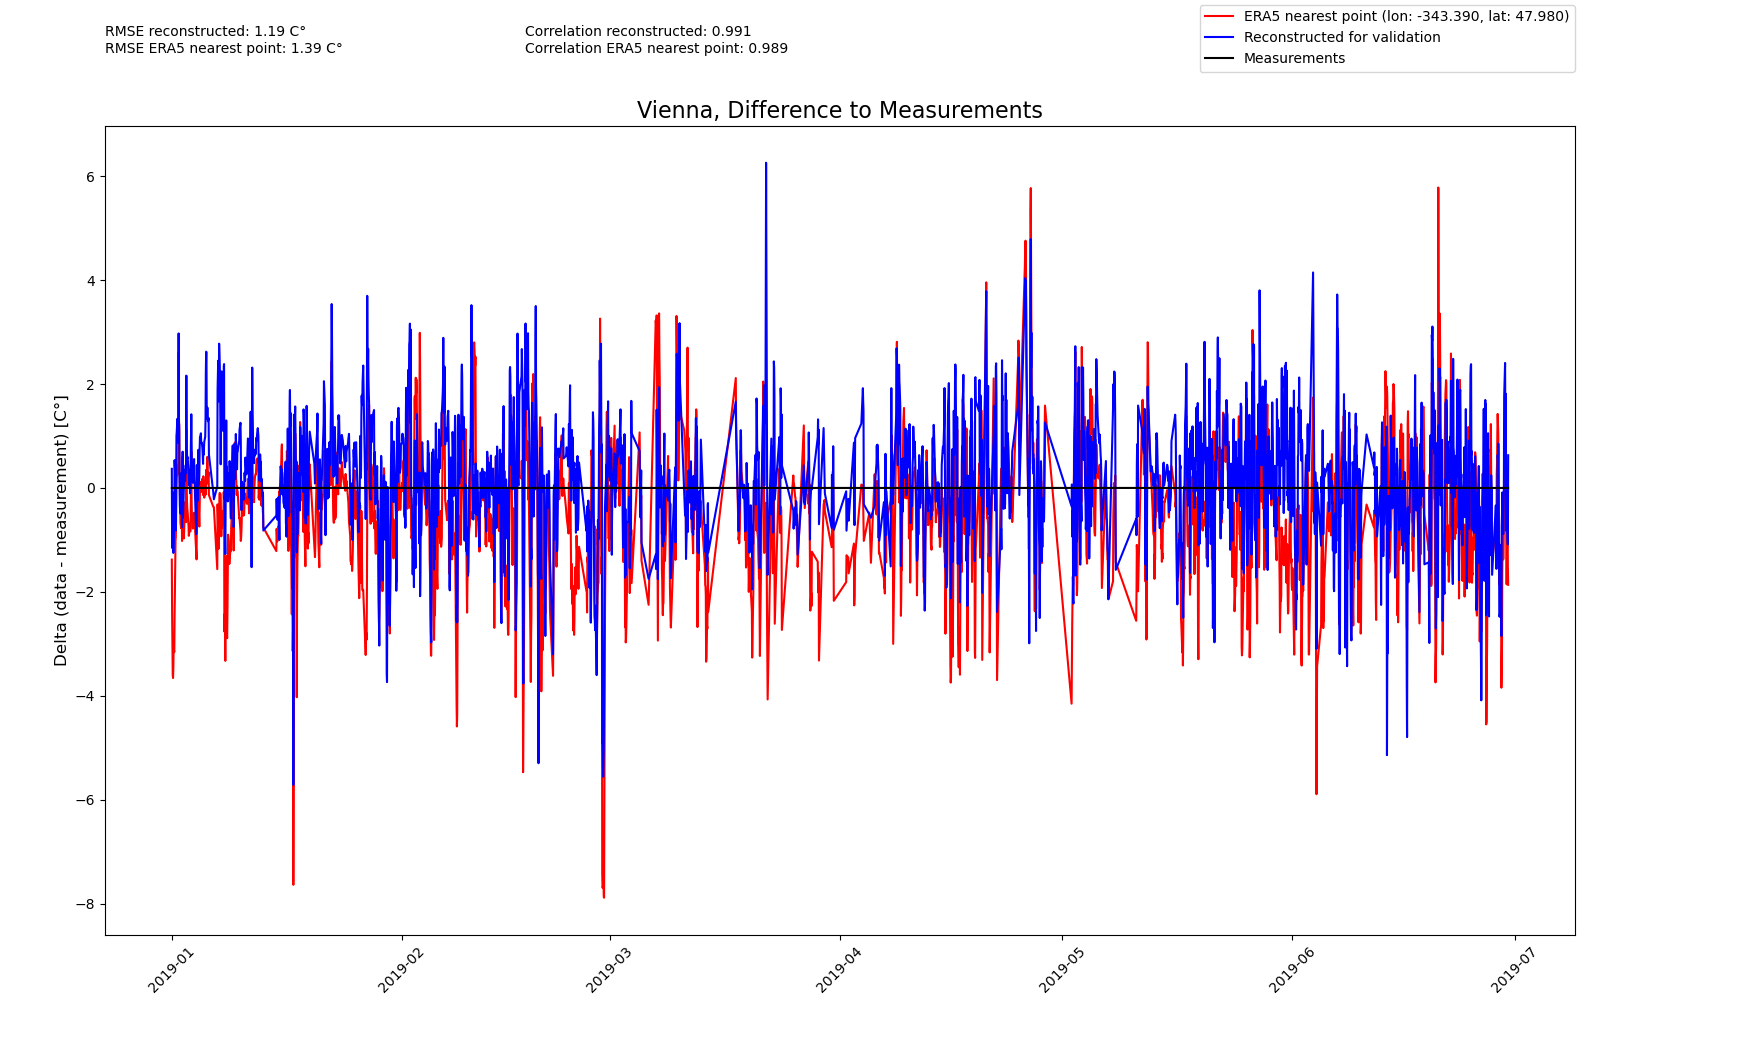 RMSE reconstructed: 1.19 C°
RMSE ERA5 nearest point: 1.39 C°
Correlation reconstructed: 0.991
Correlation ERA5 nearest point: 0.989
ERA5 nearest point (lon: -343.390, lat: 47.980)
Reconstructed for validation
Measurements
Vienna, Difference to Measurements
Delta (data - measurement) [C°]
6
4
2
0
−2
−4
−6
−8
2019-01
2019-02
2019-03
2019-04
2019-05
2019-06
2019-07